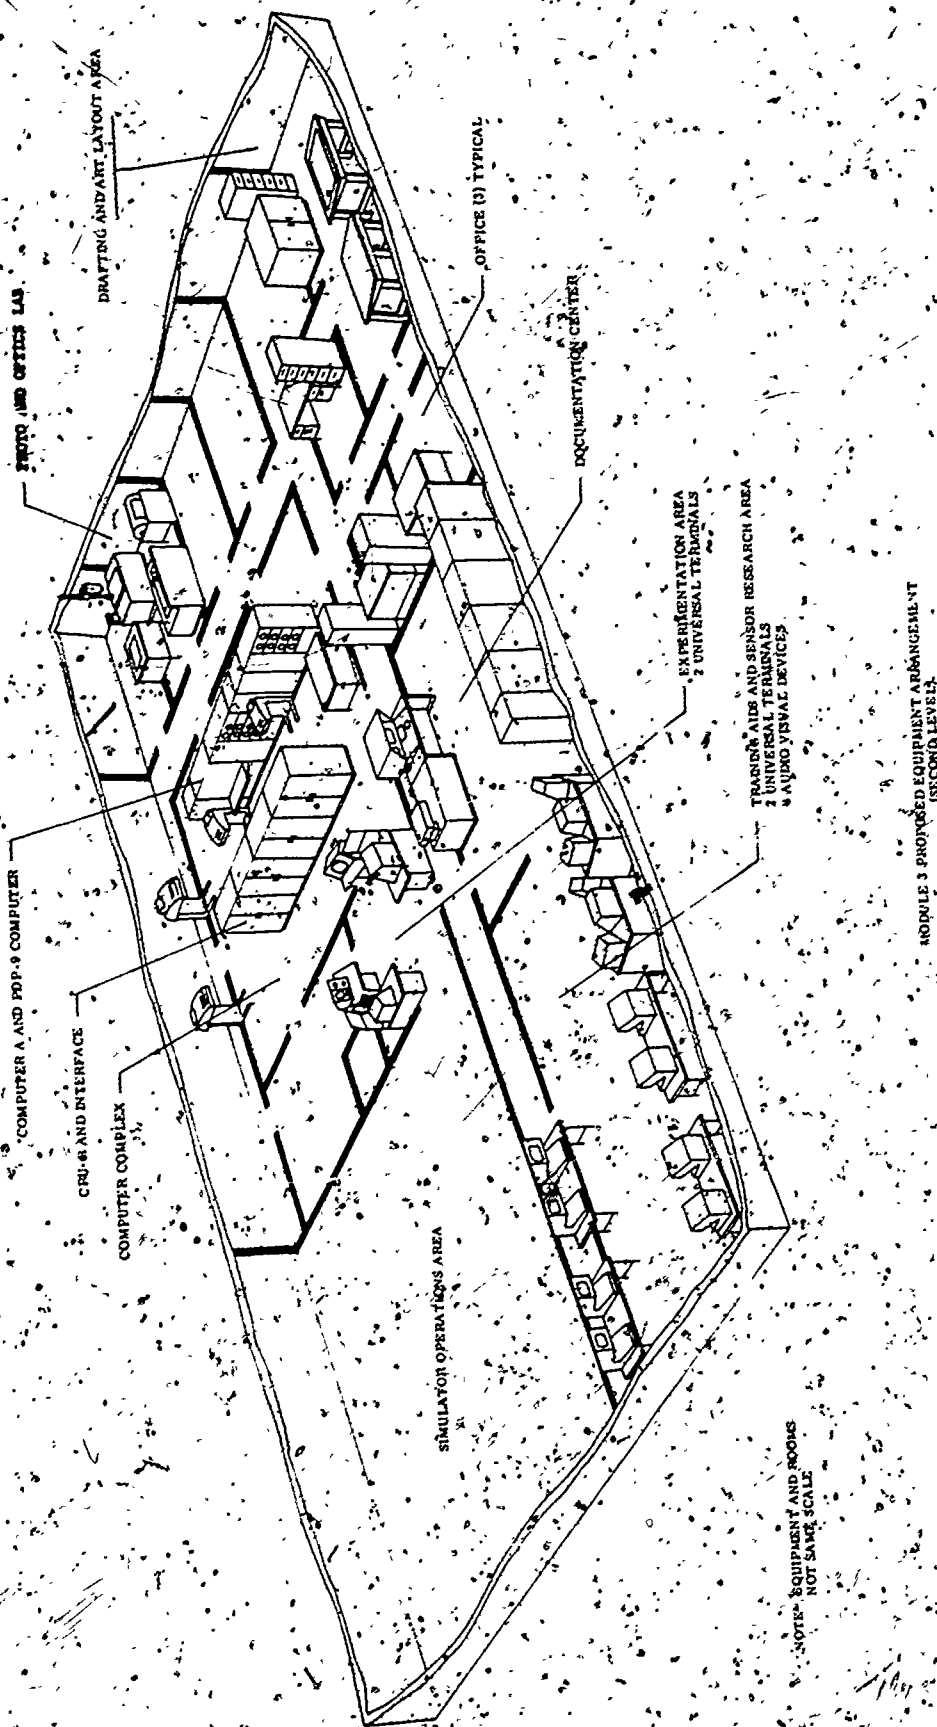 PHOTO AND OPTICS LAB
DRAFTING AND ART LAYOUT AREA
COMPUTER A AND PDP-9 COMPUTER
CPU-B AND INTERFACE
COMPUTER COMPLEX
OFFICE (3) TYPICAL
DOCUMENTATION CENTER
EXPERIMENTATION AREA
2 UNIVERSAL TERMINALS
TRAINING AIDS AND SENSOR RESEARCH AREA
2 UNIVERSAL TERMINALS
AUDIO VISUAL DEVICES
SIMULATOR OPERATIONS AREA
NOTE: EQUIPMENT AND ROOMS
NOT SAME SCALE
MODULE 3 PROPOSED EQUIPMENT ARRANGEMENT
(SECOND LEVEL)